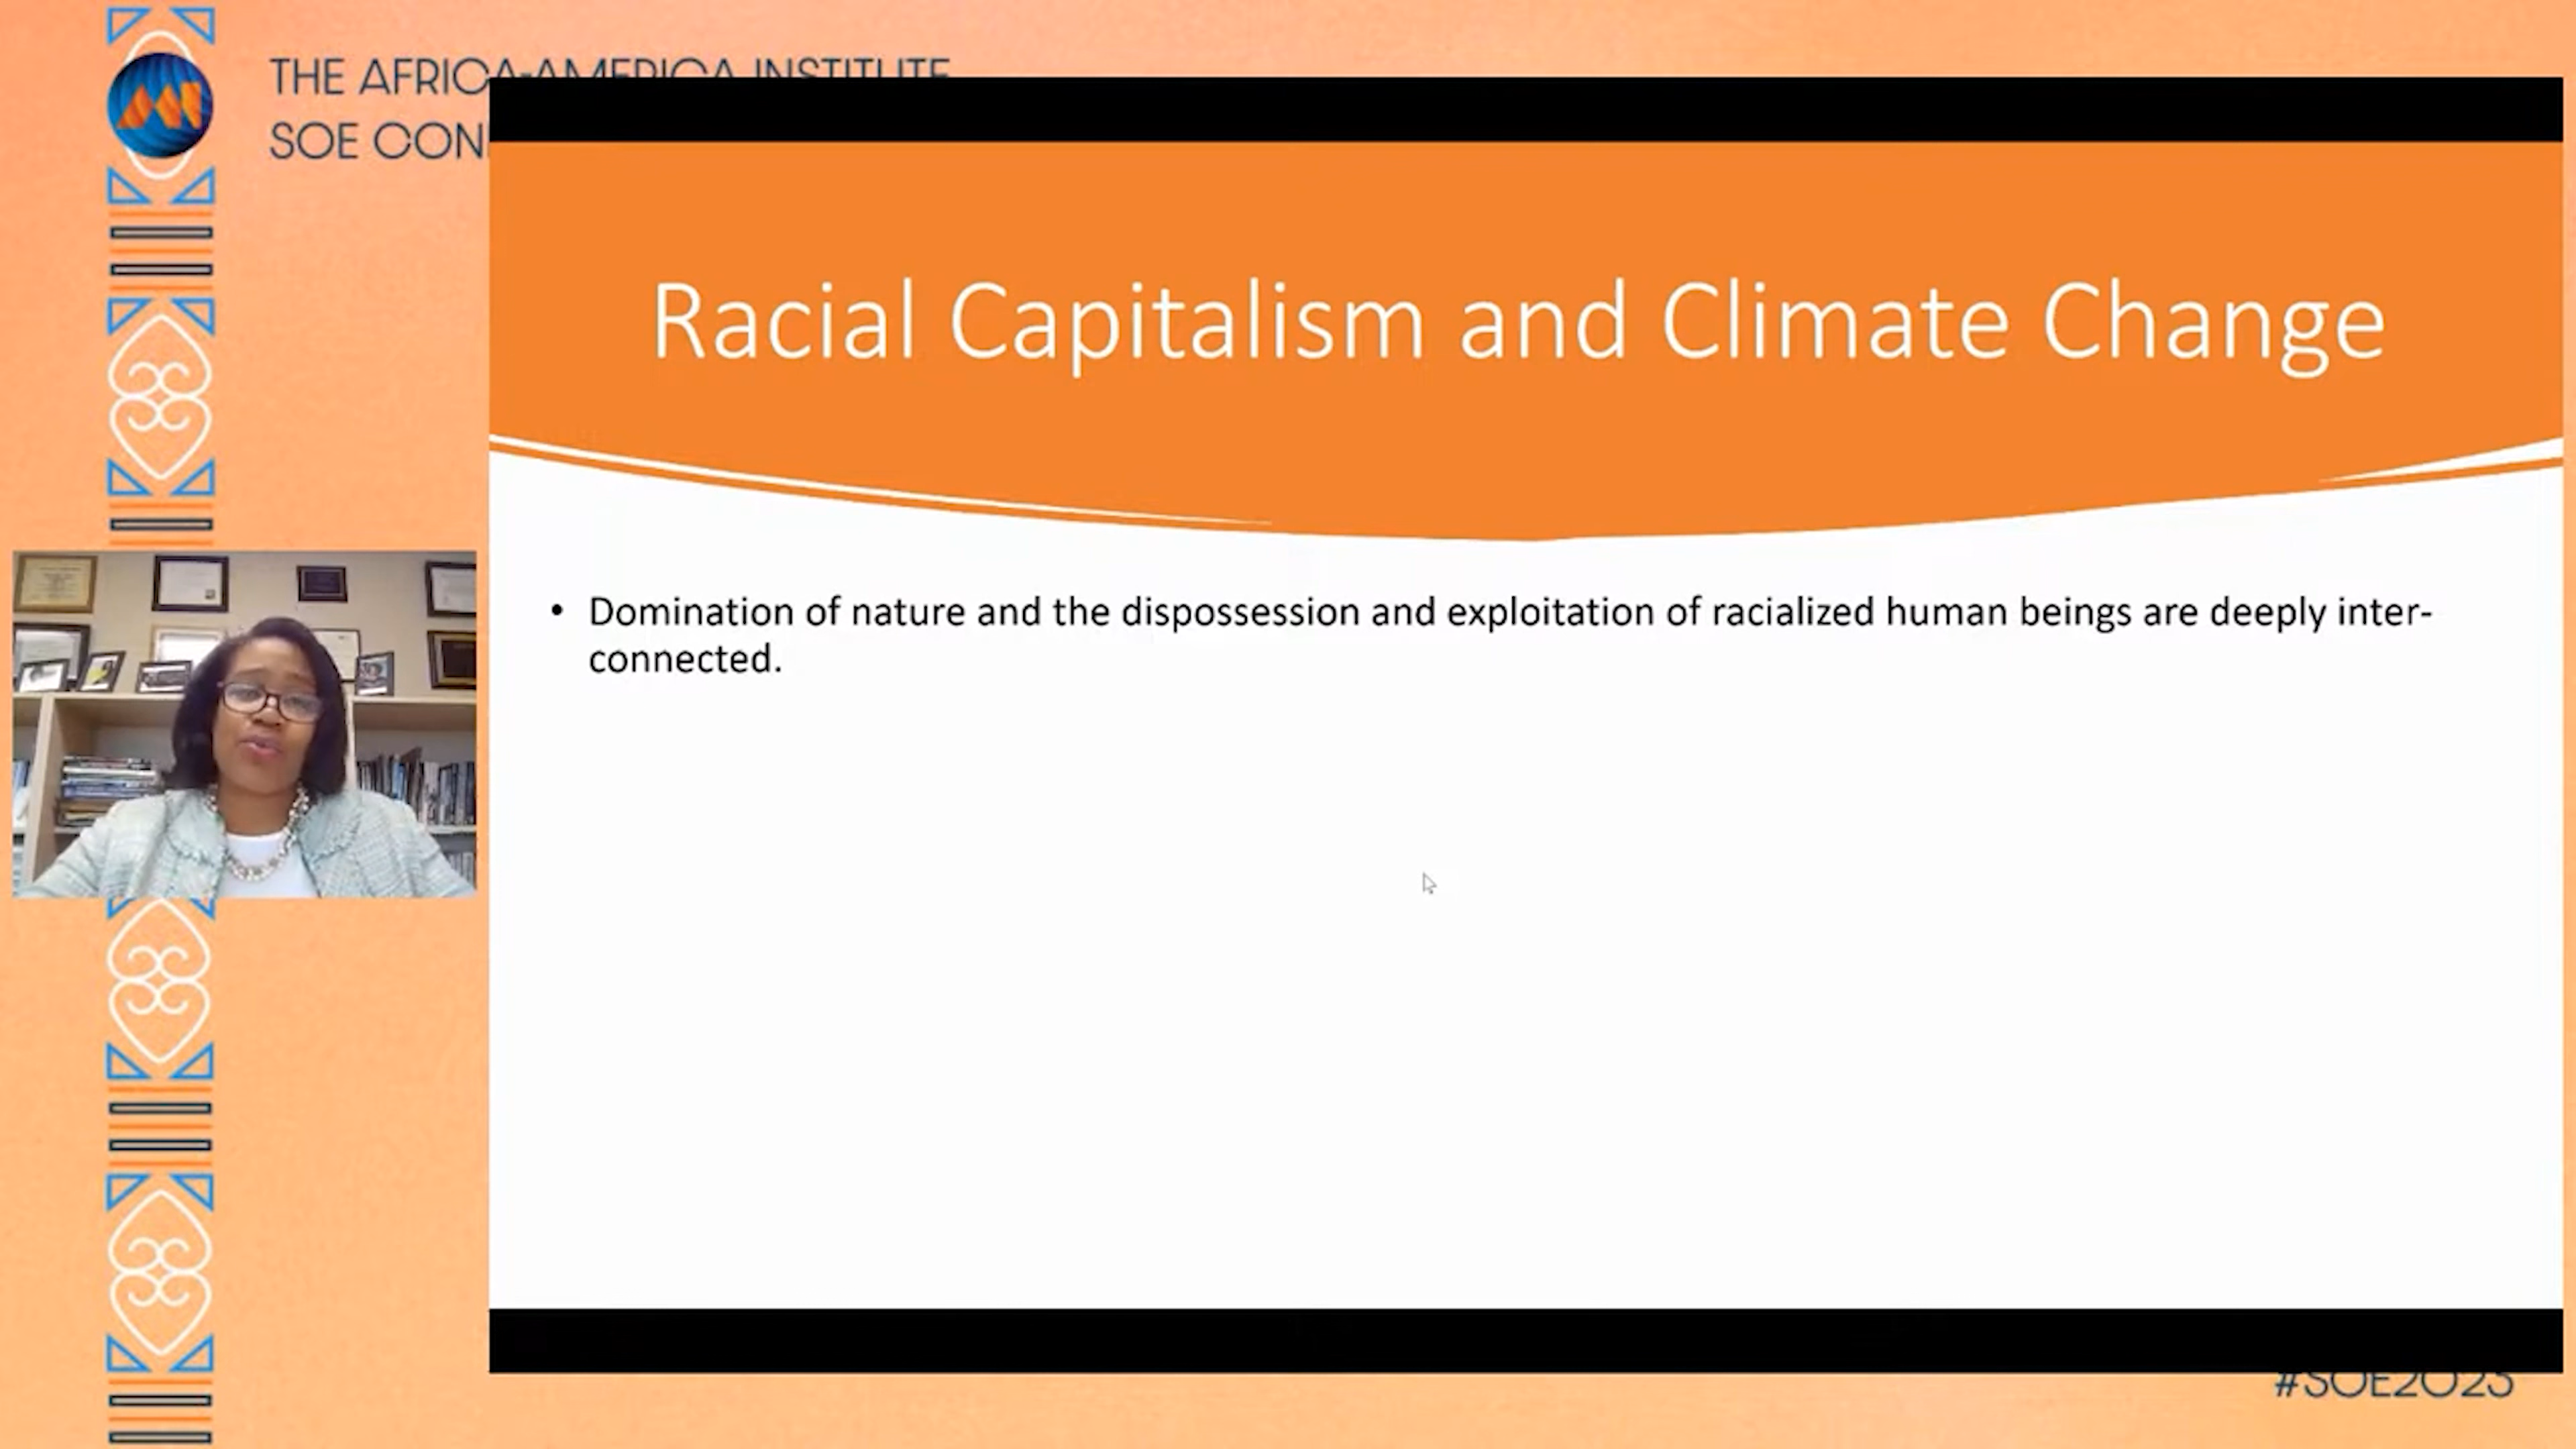 THE AFRICA-AMERICA INSTITUTE
SOE CON
Racial Capitalism and Climate Change
• Domination of nature and the dispossession and exploitation of racialized human beings are deeply inter-
connected.
#SOE2023